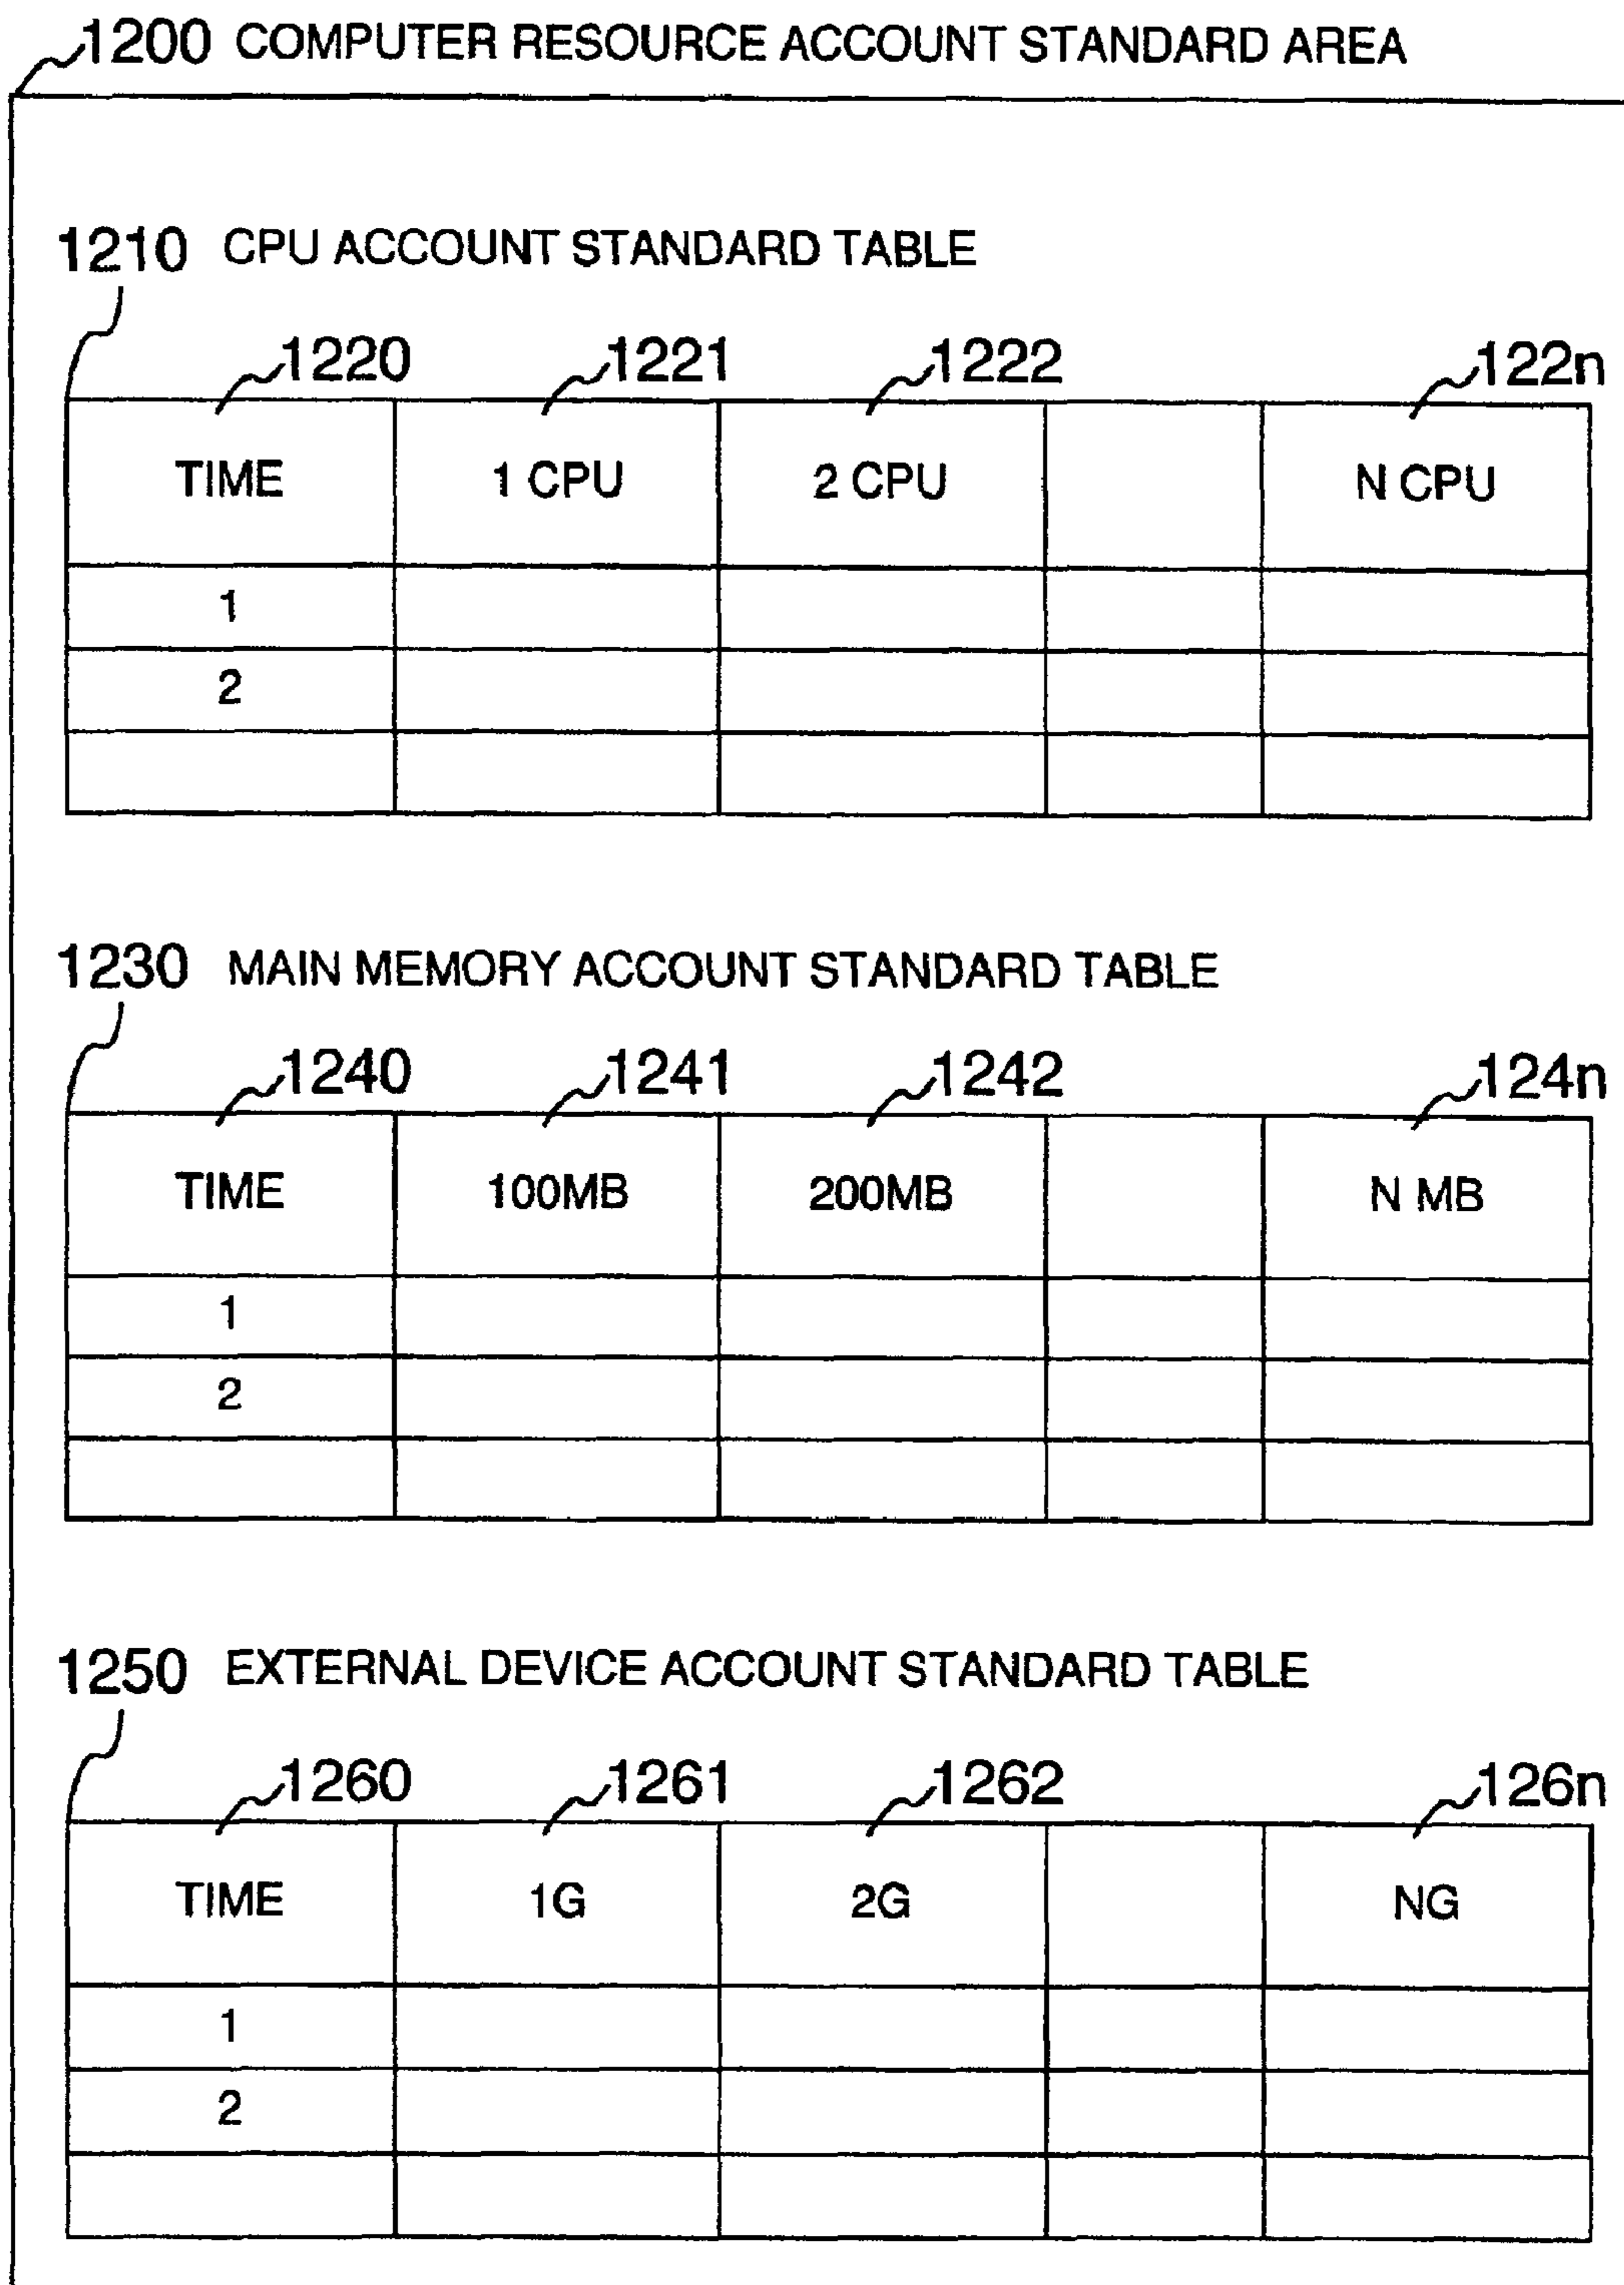 1200 COMPUTER RESOURCE ACCOUNT STANDARD AREA
1210 CPU ACCOUNT STANDARD TABLE
1220 1221 1222 122n
TIME 1 CPU 2 CPU N CPU
1
2
1230 MAIN MEMORY ACCOUNT STANDARD TABLE
1240 1241 1242 124n
TIME 100MB 200MB N MB
1
2
1250 EXTERNAL DEVICE ACCOUNT STANDARD TABLE
1260 1261 1262 126n
TIME 1G 2G NG
1
2